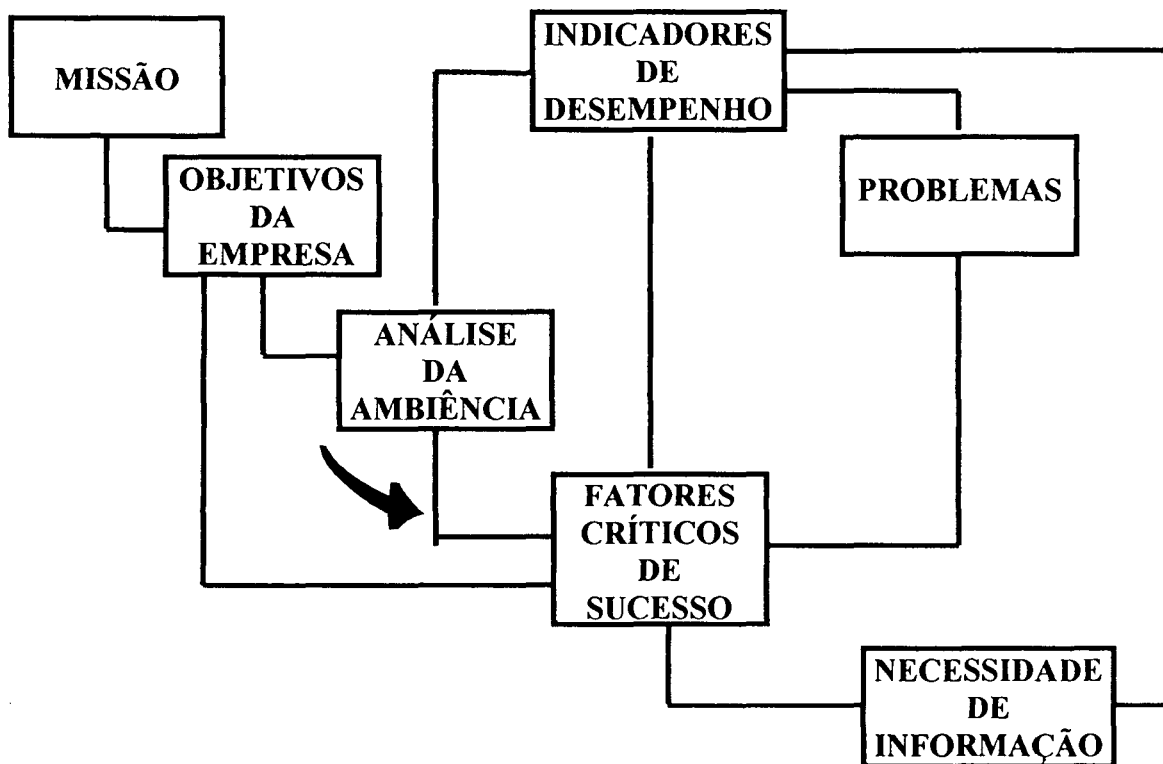 MISSÃO
INDICADORES
DE
DESEMPENHO
OBJETIVOS
DA
EMPRESA
PROBLEMAS
ANÁLISE
DA
AMBIÊNCIA
FATORES
CRÍTICOS
DE
SUCESSO
NECESSIDADE
DE
INFORMAÇÃO